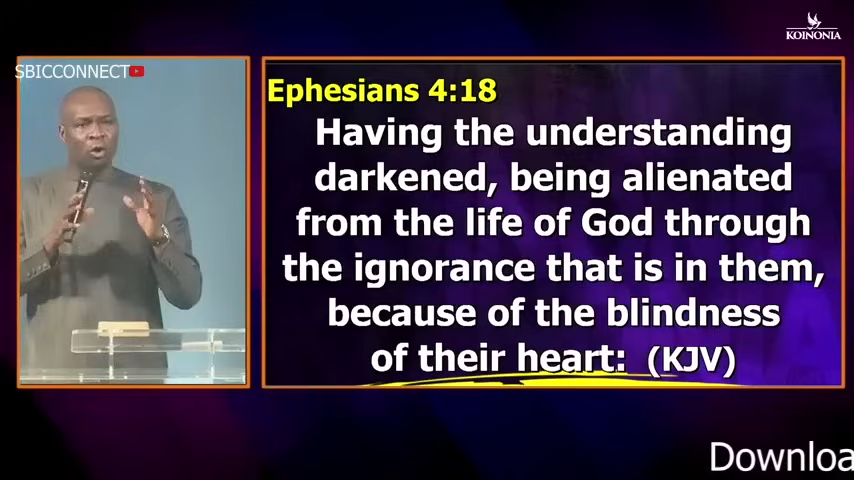 KOINONIA
SBICCONNECT
Ephesians 4:18
Having the understanding
darkened, being alienated
from the life of God through
the ignorance that is in them,
because of the blindness
of their heart: (KJV)
Downloa